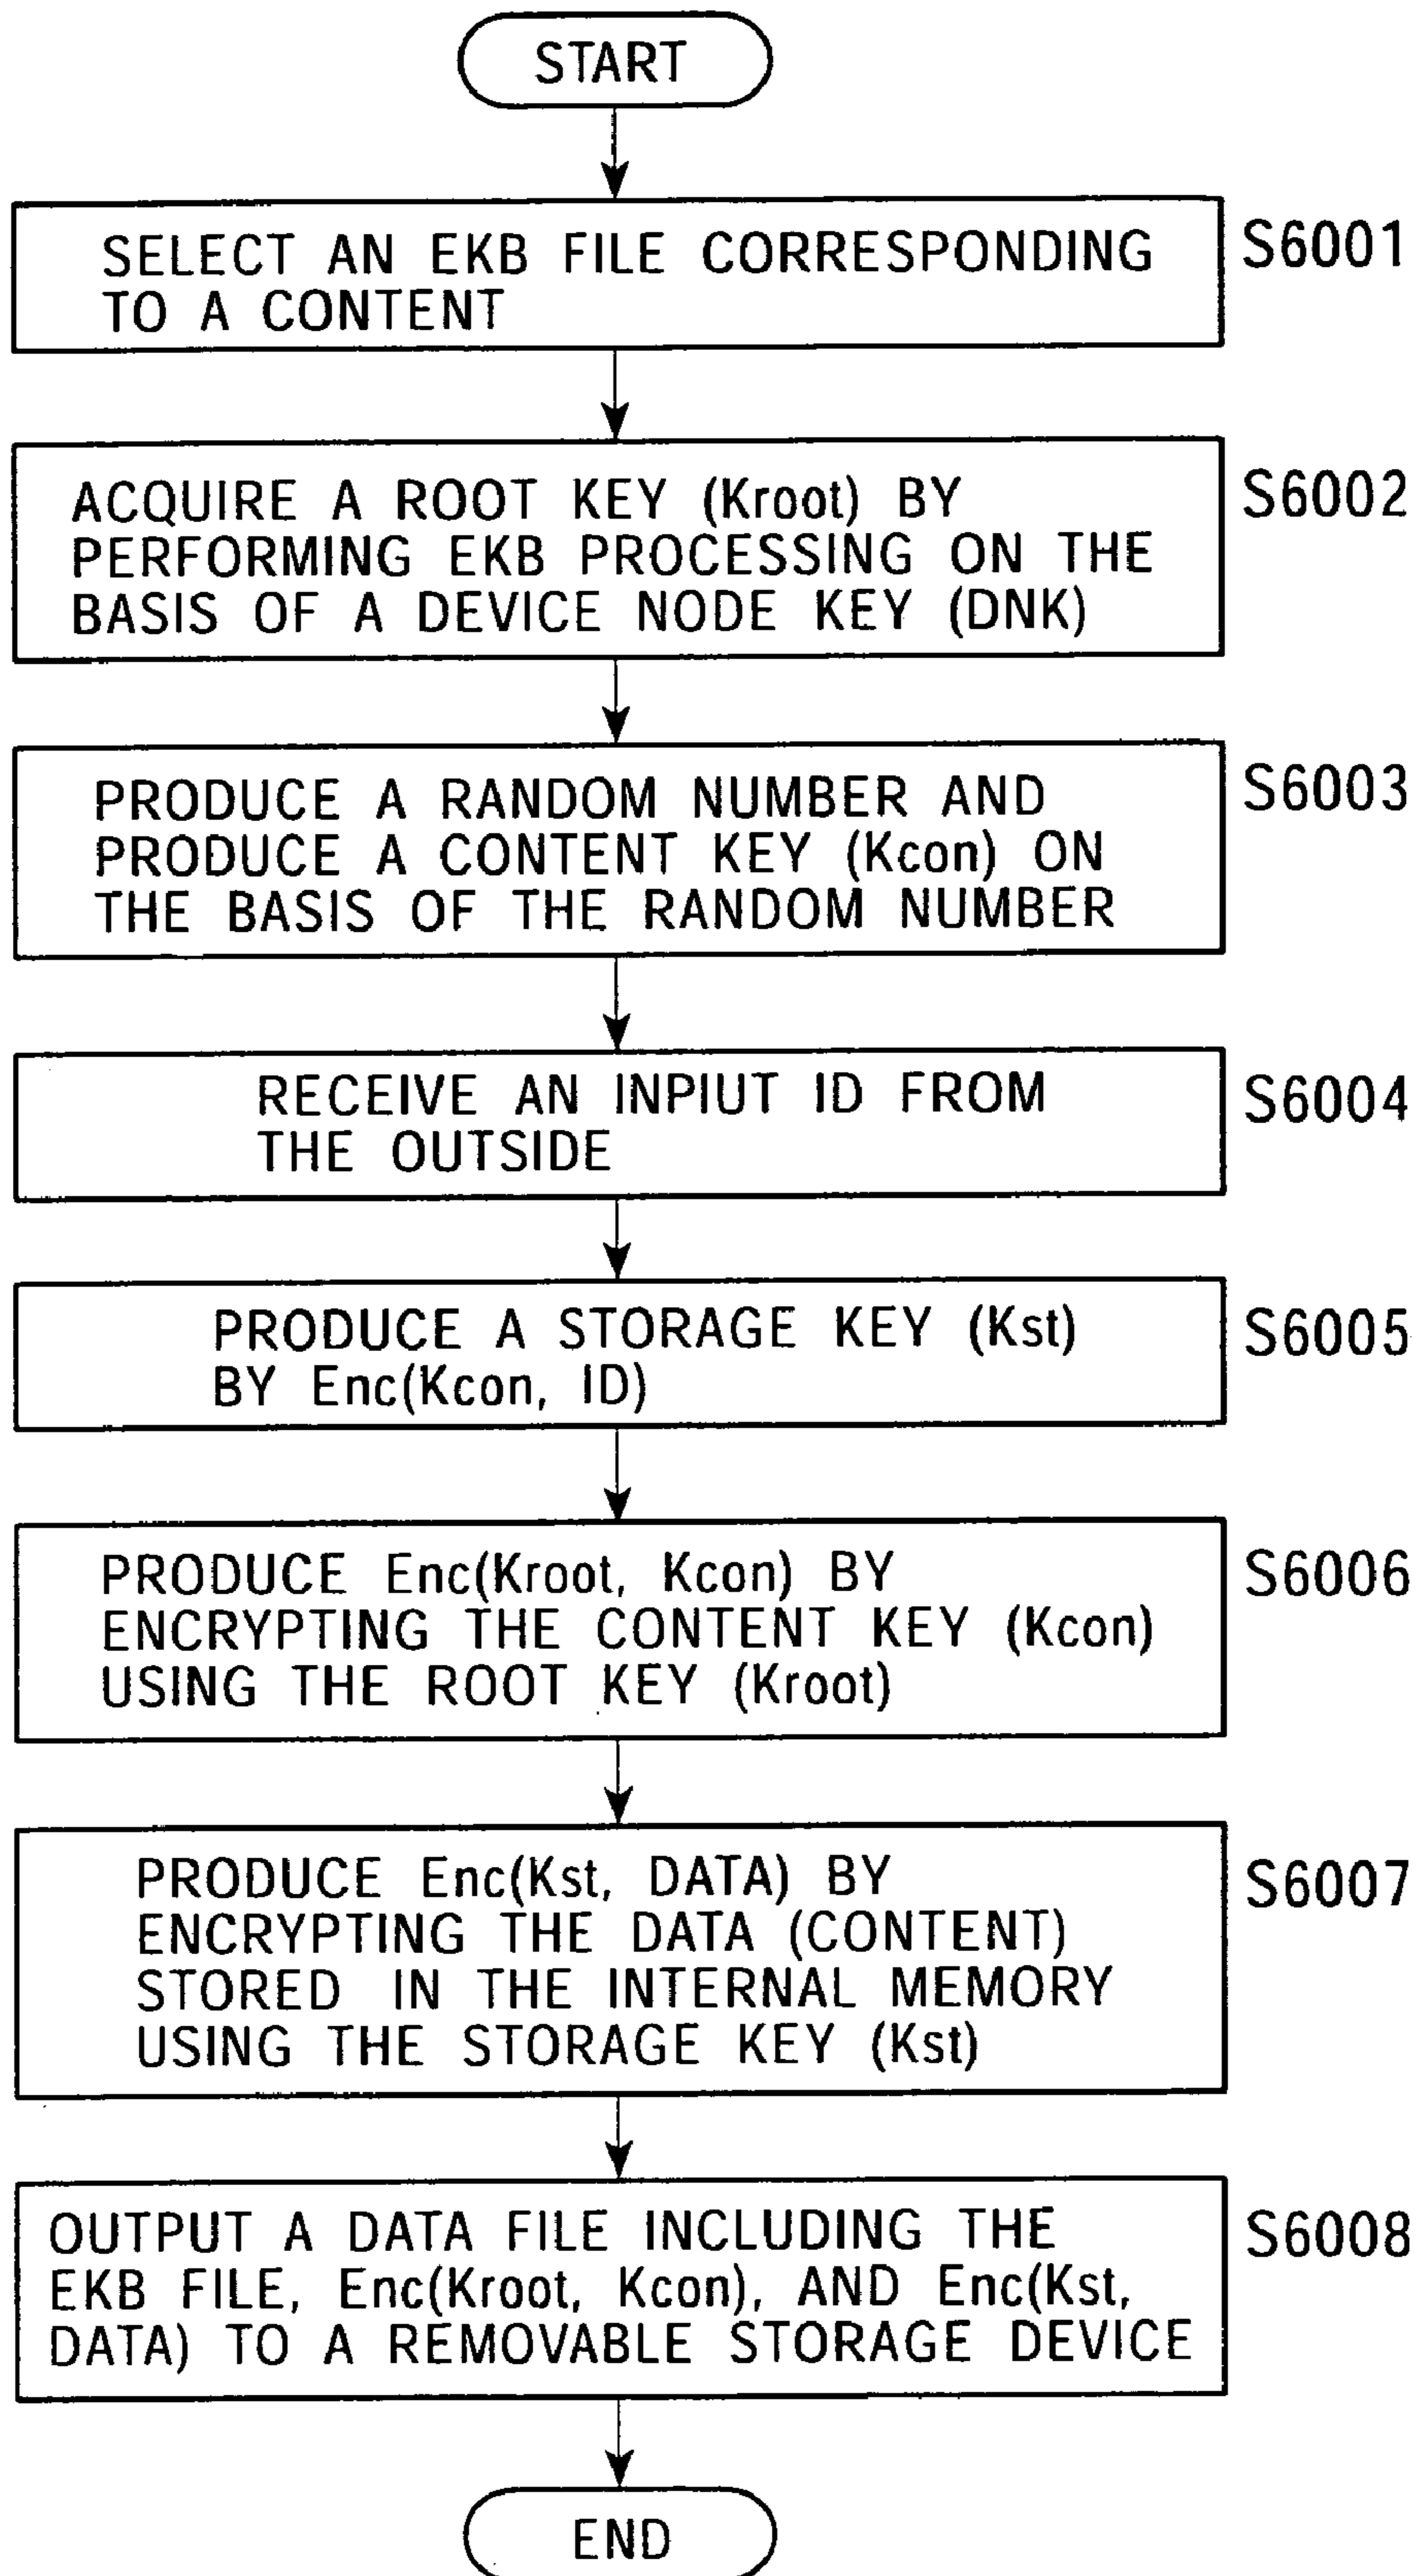 START
SELECT AN EKB FILE CORRESPONDING
TO A CONTENT
S6001
ACQUIRE A ROOT KEY (Kroot) BY
PERFORMING EKB PROCESSING ON THE
BASIS OF A DEVICE NODE KEY (DNK)
S6002
PRODUCE A RANDOM NUMBER AND
PRODUCE A CONTENT KEY (Kcon) ON
THE BASIS OF THE RANDOM NUMBER
S6003
RECEIVE AN INPIUT ID FROM
THE OUTSIDE
S6004
PRODUCE A STORAGE KEY (Kst)
BY Enc(Kcon, ID)
S6005
PRODUCE Enc(Kroot, Kcon) BY
ENCRYPTING THE CONTENT KEY (Kcon)
USING THE ROOT KEY (Kroot)
S6006
PRODUCE Enc(Kst, DATA) BY
ENCRYPTING THE DATA (CONTENT)
STORED IN THE INTERNAL MEMORY
USING THE STORAGE KEY (Kst)
S6007
OUTPUT A DATA FILE INCLUDING THE
EKB FILE, Enc(Kroot, Kcon), AND Enc(Kst,
DATA) TO A REMOVABLE STORAGE DEVICE
S6008
END